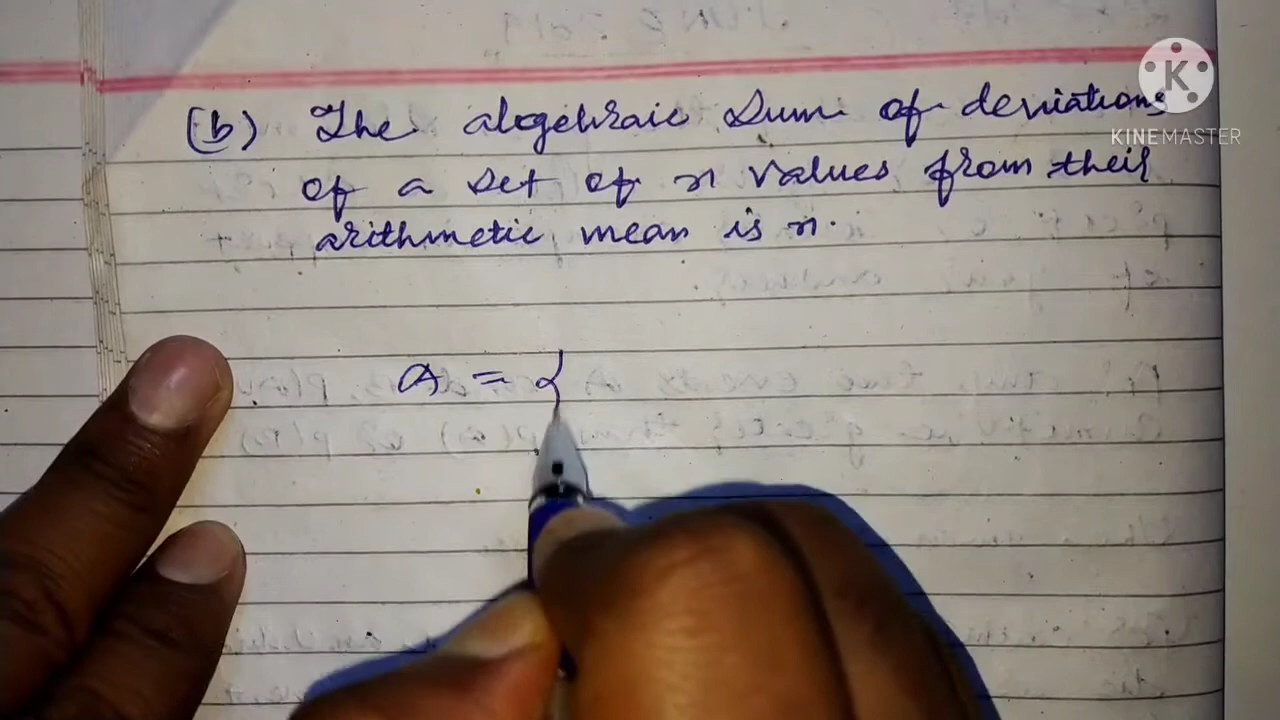 (b) The algebraic sum of deviations
of a set of n values from their
arithmetic mean is n.
A = {
K
KINEMASTER